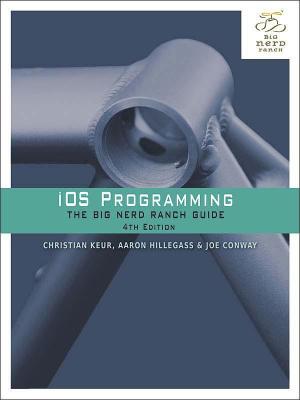 Big
nerd
ranch
iOS Programming
The Big Nerd Ranch Guide
4th Edition
Christian Keur, Aaron Hillegass & Joe Conway